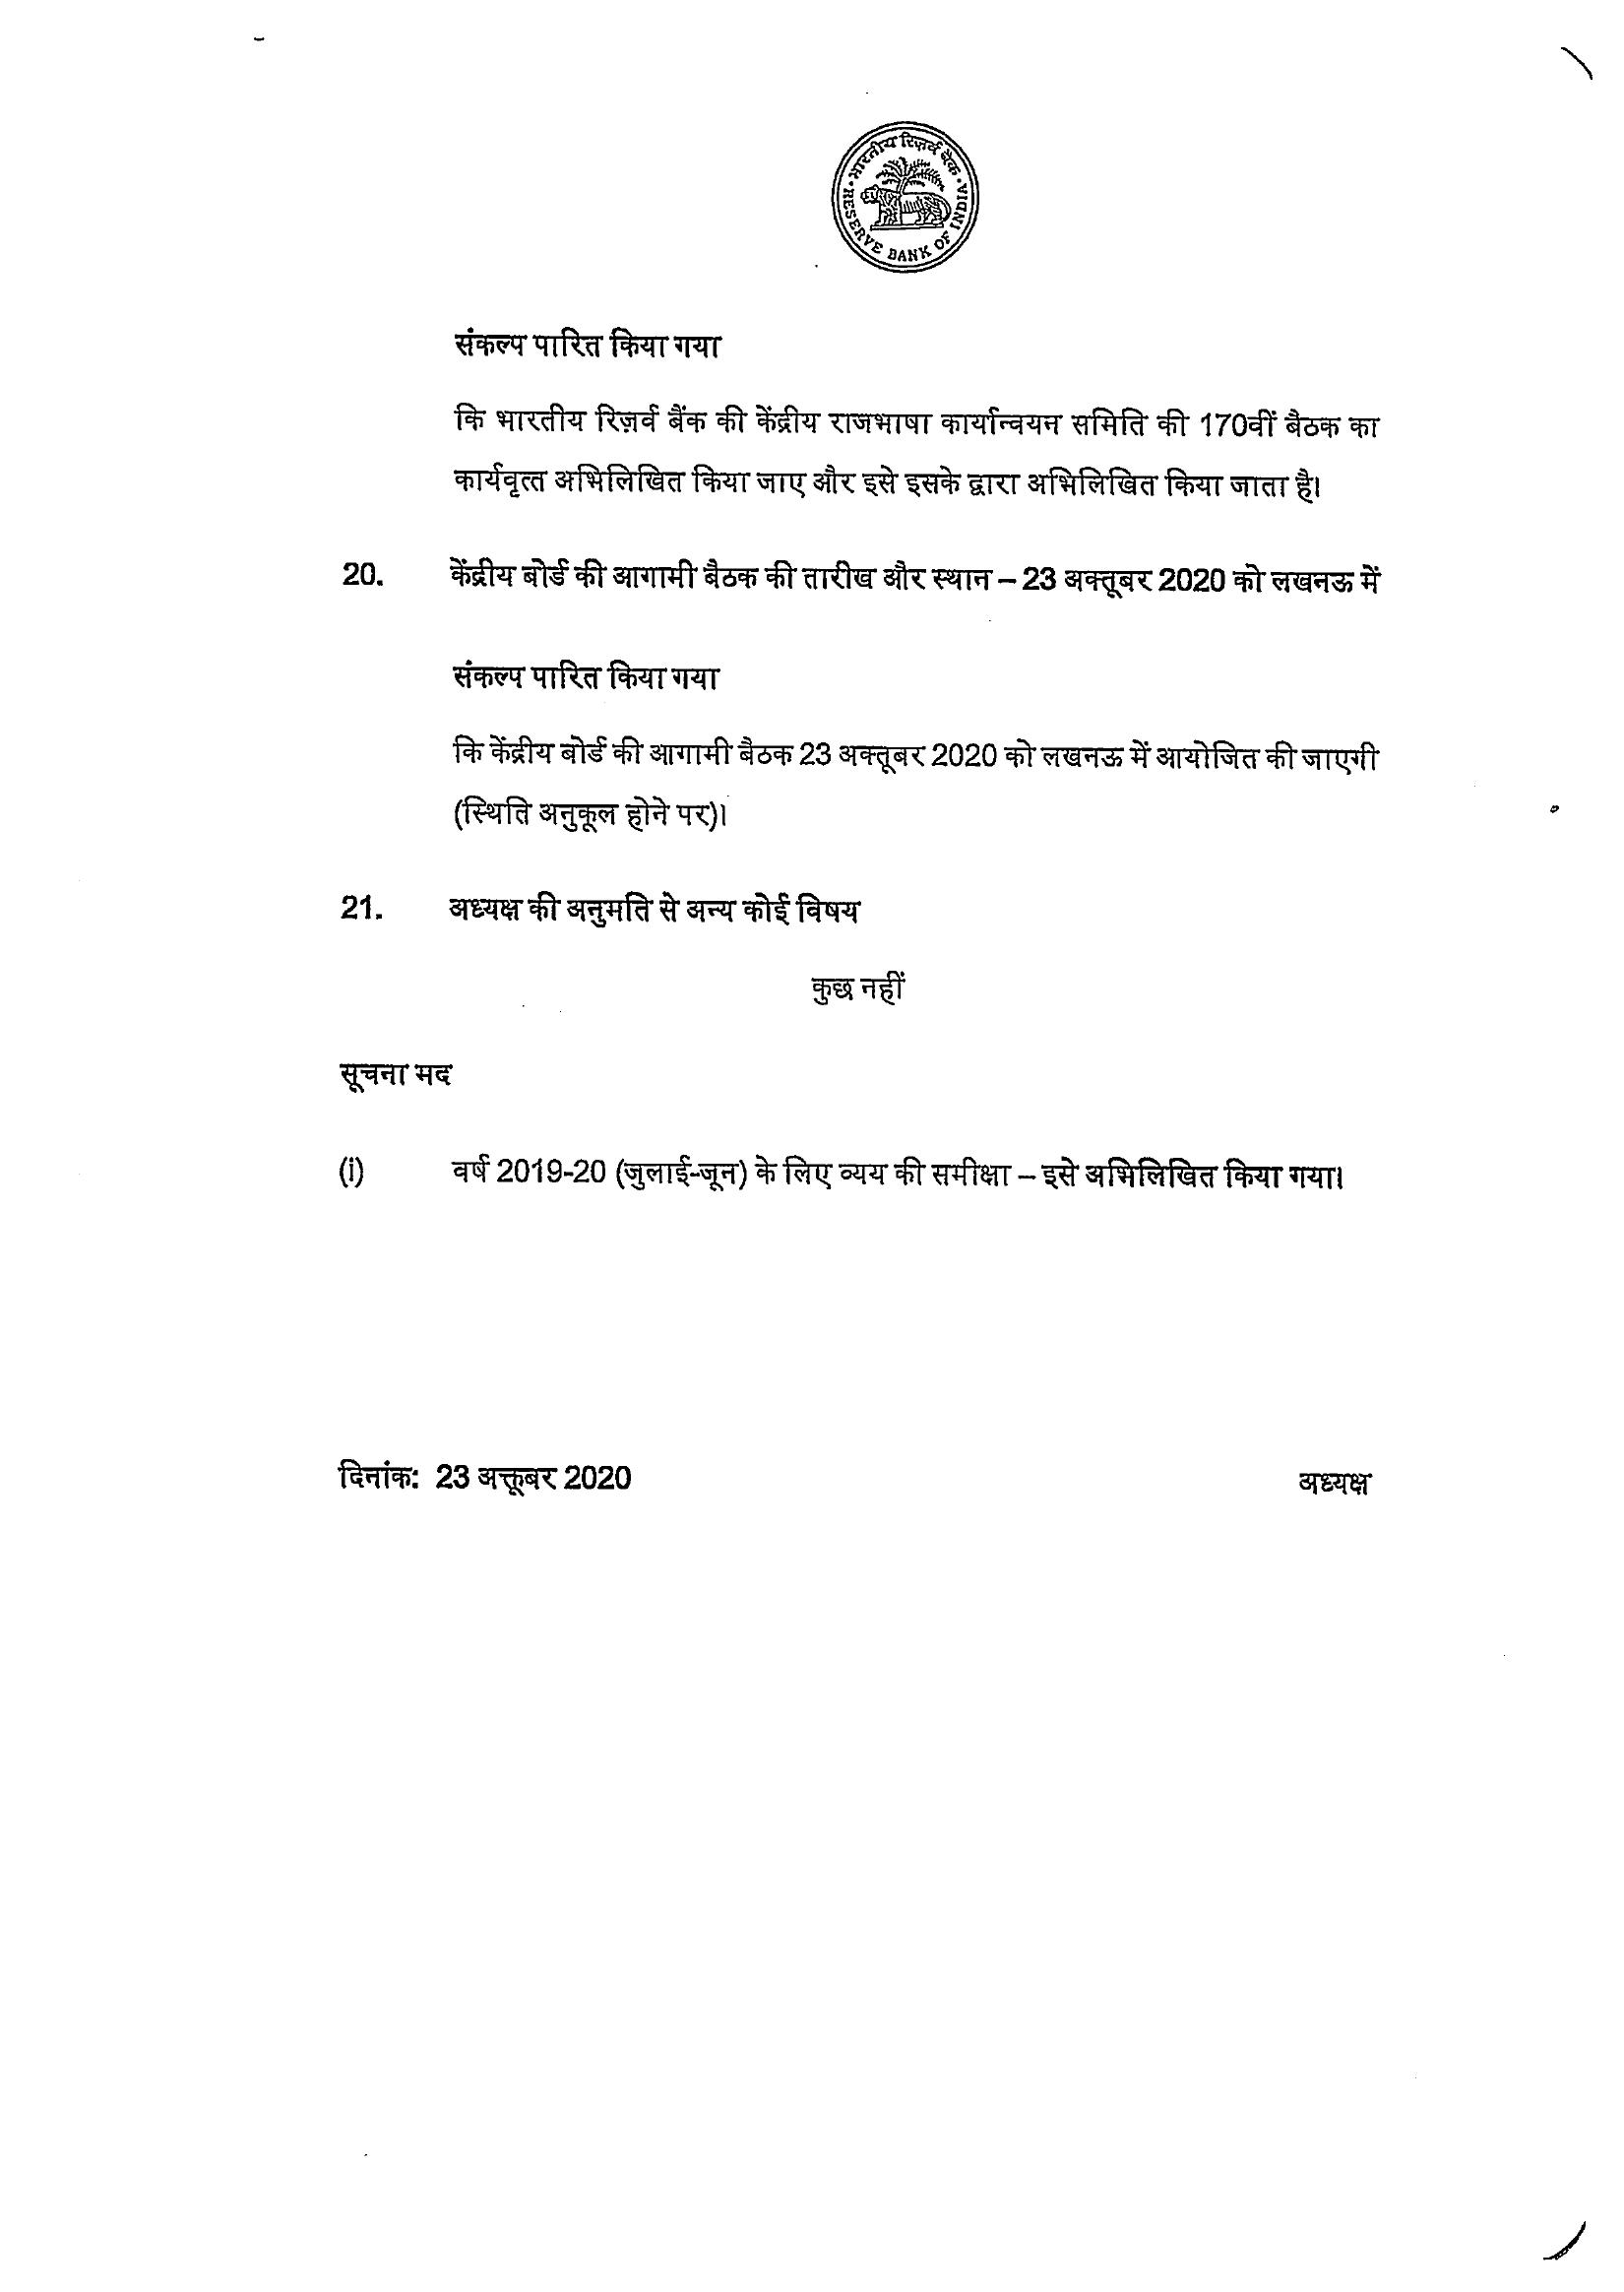 भारतीय रिज़र्व बैंक
RESERVE BANK OF INDIA
संकल्प पारित किया गया
कि भारतीय रिज़र्व बैंक की केंद्रीय राजभाषा कार्यान्वयन समिति की 170वीं बैठक का
कार्यवृत्त अभिलिखित किया जाए और इसे इसके द्वारा अभिलिखित किया जाता है।
20. केंद्रीय बोर्ड की आगामी बैठक की तारीख और स्थान – 23 अक्तूबर 2020 को लखनऊ में
संकल्प पारित किया गया
कि केंद्रीय बोर्ड की आगामी बैठक 23 अक्तूबर 2020 को लखनऊ में आयोजित की जाएगी
(स्थिति अनुकूल होने पर)।
21. अध्यक्ष की अनुमति से अन्य कोई विषय
कुछ नहीं
सूचना मद
(i) वर्ष 2019-20 (जुलाई-जून) के लिए व्यय की समीक्षा – इसे अभिलिखित किया गया।
दिनांक: 23 अक्तूबर 2020 अध्यक्ष